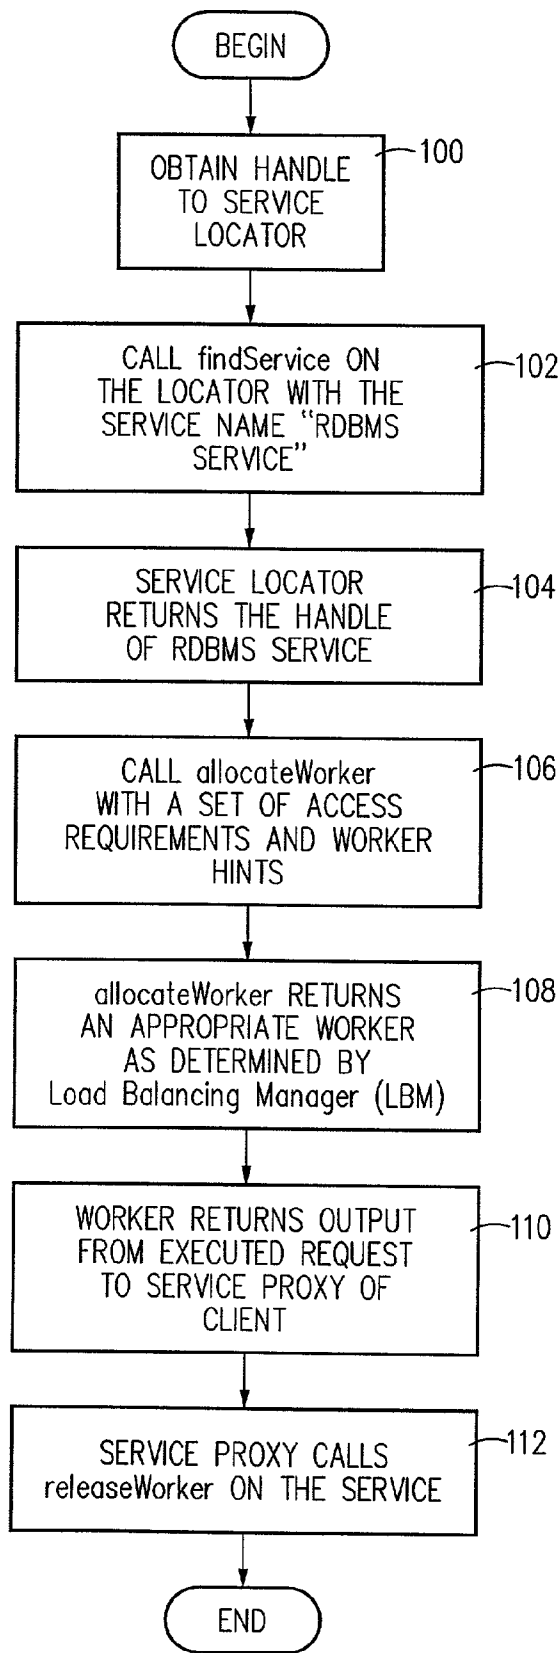 BEGIN
100
OBTAIN HANDLE
TO SERVICE
LOCATOR
102
CALL findService ON
THE LOCATOR WITH THE
SERVICE NAME “RDBMS
SERVICE”
104
SERVICE LOCATOR
RETURNS THE HANDLE
OF RDBMS SERVICE
106
CALL allocateWorker
WITH A SET OF ACCESS
REQUIREMENTS AND WORKER
HINTS
108
allocateWorker RETURNS
AN APPROPRIATE WORKER
AS DETERMINED BY
Load Balancing Manager (LBM)
110
WORKER RETURNS OUTPUT
FROM EXECUTED REQUEST
TO SERVICE PROXY OF
CLIENT
112
SERVICE PROXY CALLS
releaseWorker ON THE SERVICE
END